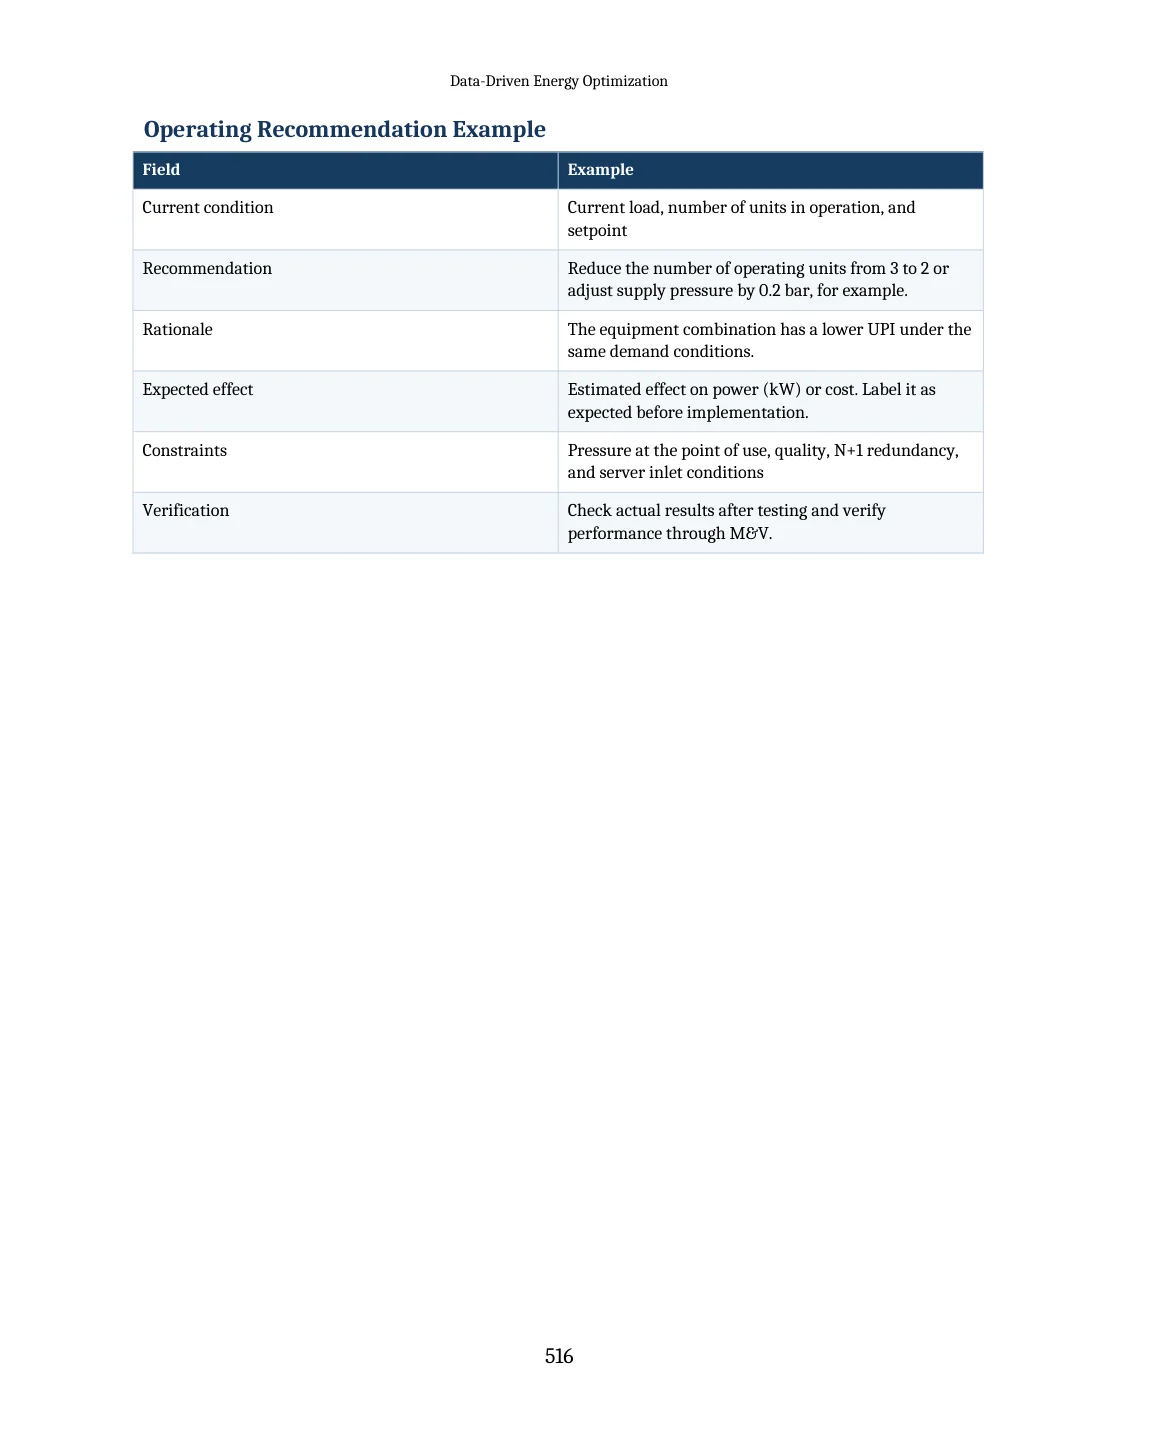 Data-Driven Energy Optimization
Operating Recommendation Example
Field
Example
Current condition
Current load, number of units in operation, and
setpoint
Recommendation
Reduce the number of operating units from 3 to 2 or
adjust supply pressure by 0.2 bar, for example.
Rationale
The equipment combination has a lower UPI under the
same demand conditions.
Expected effect
Estimated effect on power (kW) or cost. Label it as
expected before implementation.
Constraints
Pressure at the point of use, quality, N+1 redundancy,
and server inlet conditions
Verification
Check actual results after testing and verify
performance through M&V.
516